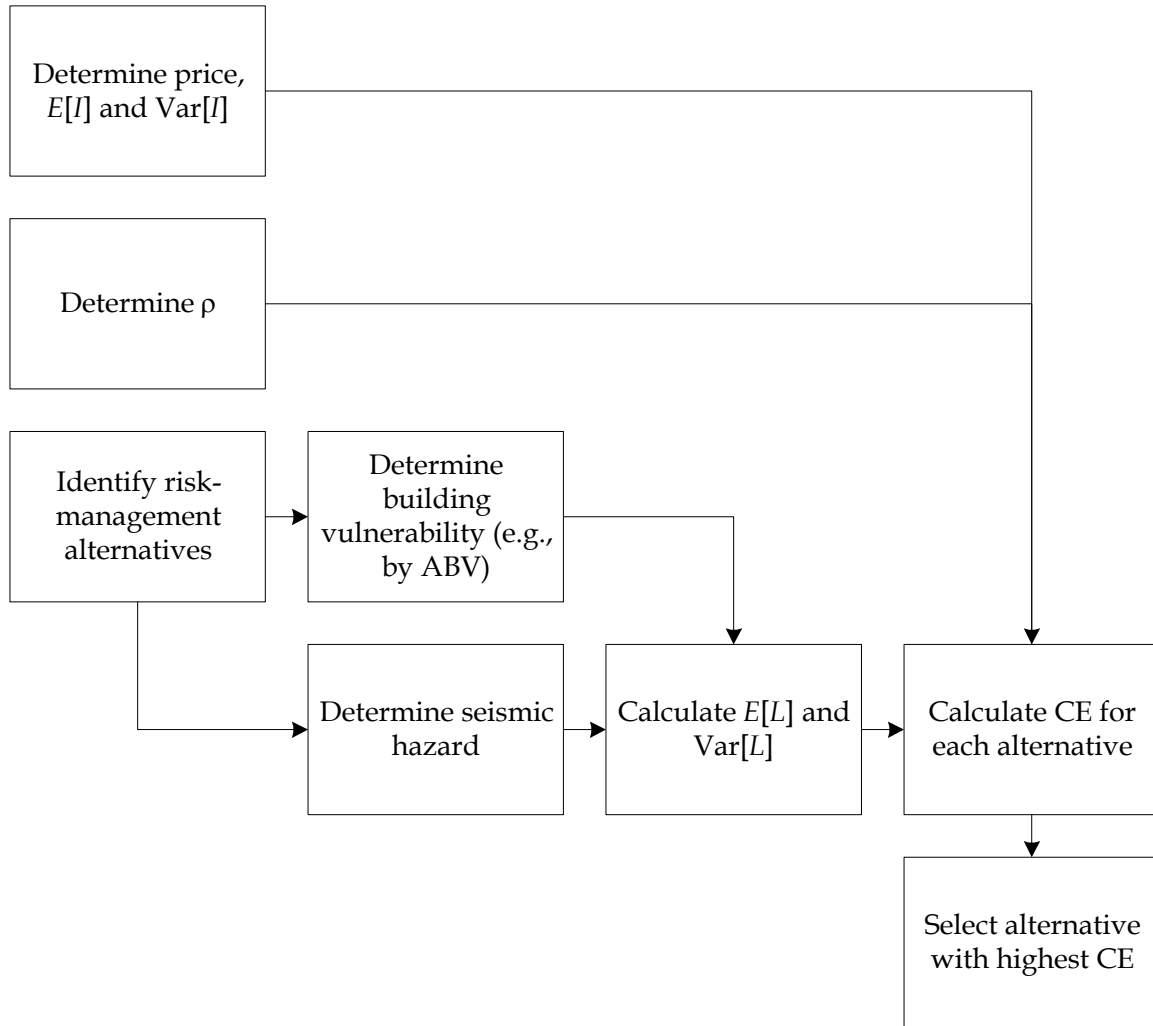 Determine price,
E[I] and Var[I]
Determine ρ
Identify risk-
management
alternatives
Determine
building
vulnerability (e.g.,
by ABV)
Determine seismic
hazard
Calculate E[L] and
Var[L]
Calculate CE for
each alternative
Select alternative
with highest CE